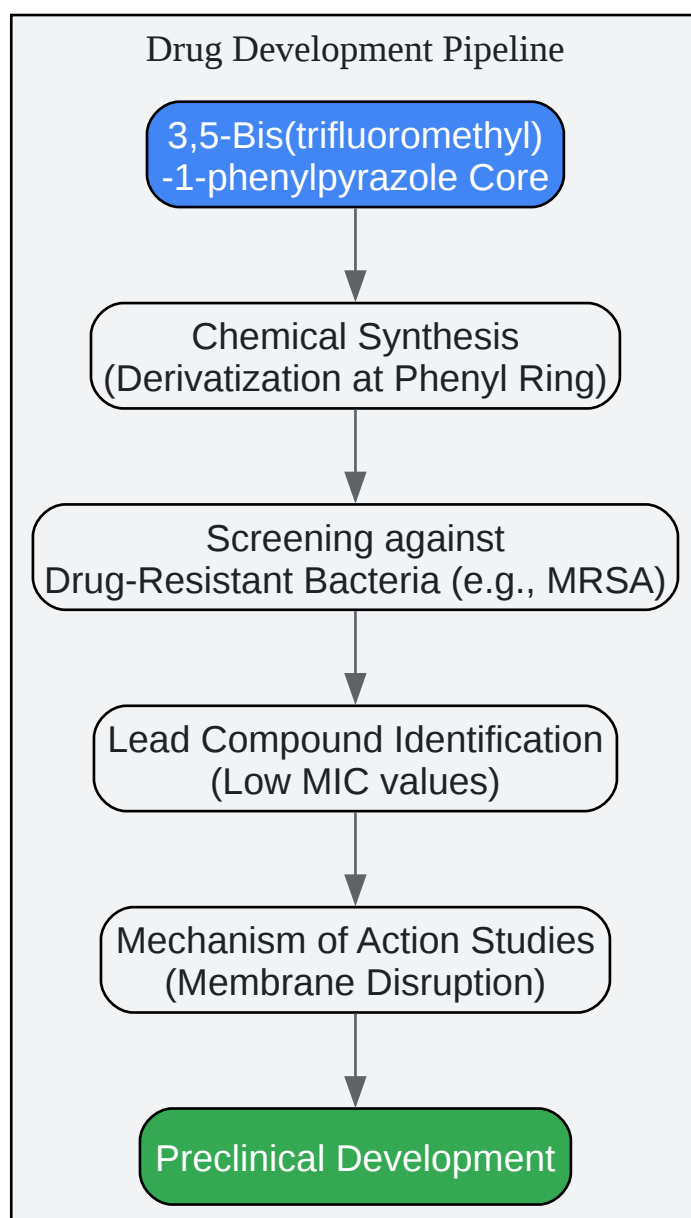 Drug Development Pipeline
3,5-Bis(trifluoromethyl)
-1-phenylpyrazole Core
Chemical Synthesis
(Derivatization at Phenyl Ring)
Screening against
Drug-Resistant Bacteria (e.g., MRSA)
Lead Compound Identification
(Low MIC values)
Mechanism of Action Studies
(Membrane Disruption)
Preclinical Development